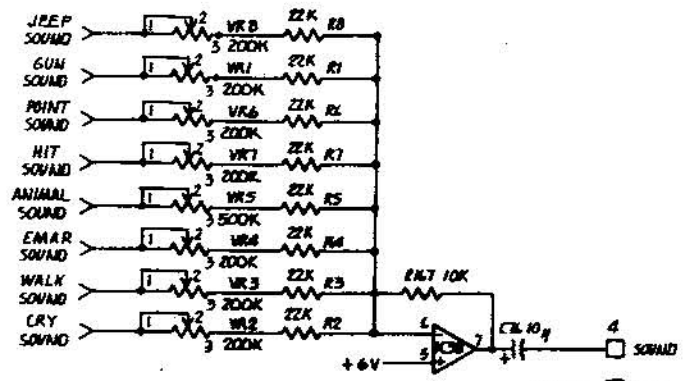 JEEP SOUND 1 2 VR8 3 200K 22K R8
GUN SOUND 1 2 VR1 3 200K 22K R1
POINT SOUND 1 2 VR6 3 200K 22K R6
HIT SOUND 1 2 VR7 3 200K 22K R7
ANIMAL SOUND 1 2 VR5 3 500K 22K R5
EMAR SOUND 1 2 VR4 3 200K 22K R4
WALK SOUND 1 2 VR3 3 200K 22K R3 R167 10K
CRY SOUND 1 2 VR2 3 200K 22K R2
6 7 10μ 4 SOUND
+6V 5 + +